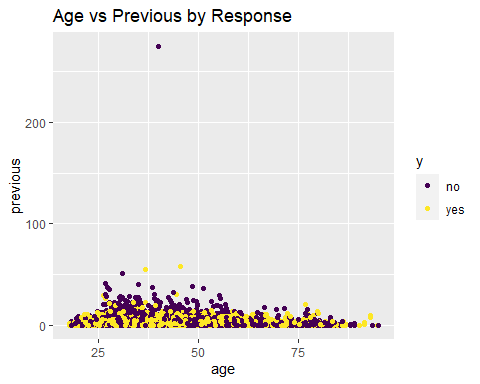 Age vs Previous by Response
200
100
0
previous
25
50
75
age
y
no
yes